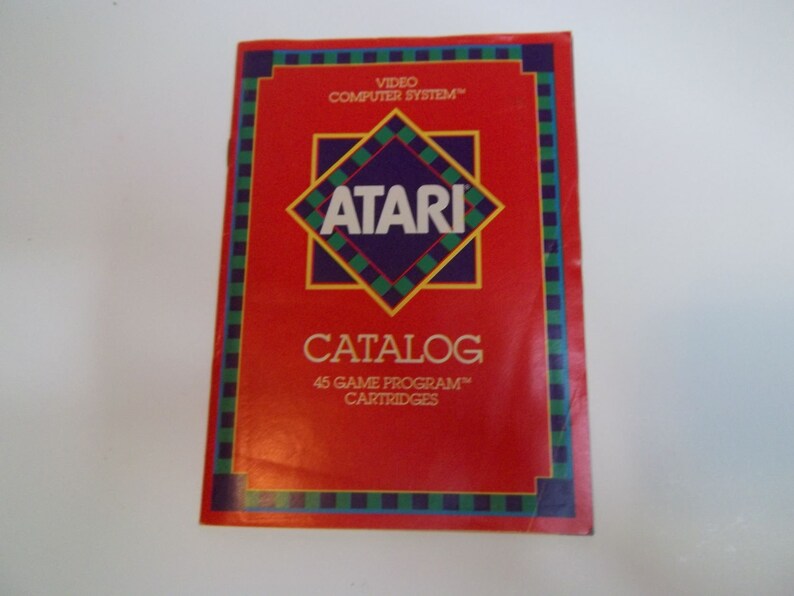 VIDEO
COMPUTER SYSTEM™
ATARI®
CATALOG
45 GAME PROGRAM™
CARTRIDGES